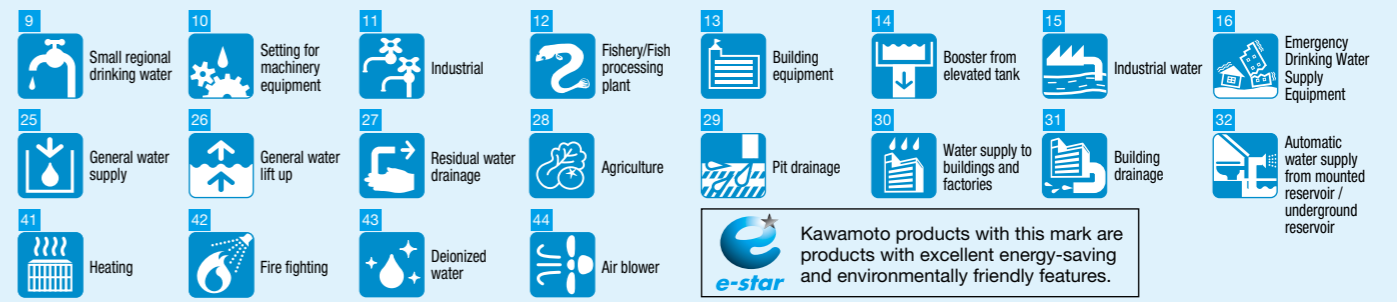 9
Small regional
drinking water
10
Setting for
machinery
equipment
11
Industrial
12
Fishery/Fish
processing
plant
13
Building
equipment
14
Booster from
elevated tank
15
Industrial water
16
Emergency
Drinking Water
Supply
Equipment
25
General water
supply
26
General water
lift up
27
Residual water
drainage
28
Agriculture
29
Pit drainage
30
Water supply to
buildings and
factories
31
Building
drainage
32
Automatic
water supply
from mounted
reservoir /
underground
reservoir
41
Heating
42
Fire fighting
43
Deionized
water
44
Air blower
e-star
Kawamoto products with this mark are
products with excellent energy-saving
and environmentally friendly features.